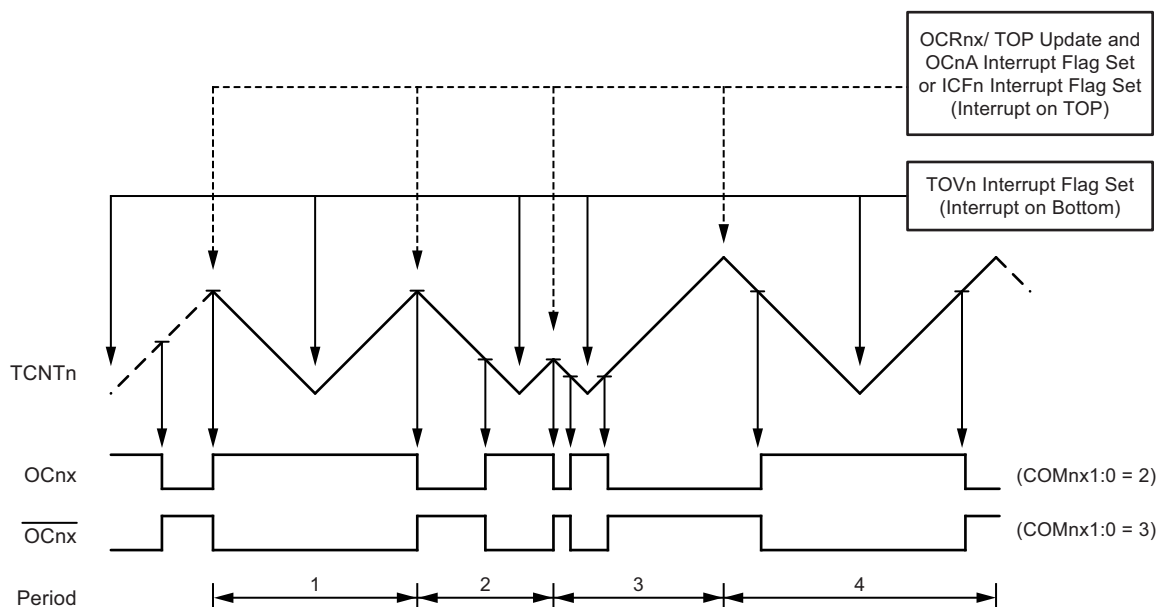 OCRnx/ TOP Update and
OCnA Interrupt Flag Set
or ICFn Interrupt Flag Set
(Interrupt on TOP)
TOVn Interrupt Flag Set
(Interrupt on Bottom)
TCNTn
OCnx
(COMnx1:0 = 2)
OCnx
(COMnx1:0 = 3)
Period
1
2
3
4